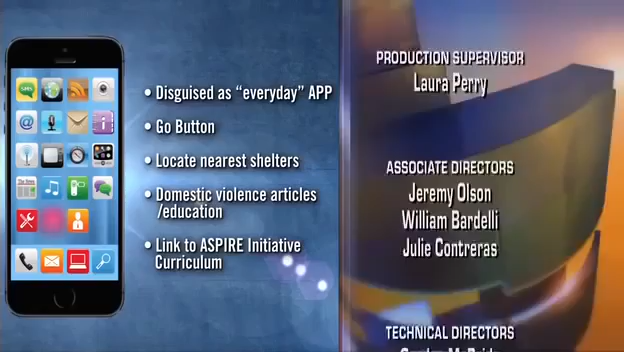 • Disguised as “everyday” APP
• Go Button
• Locate nearest shelters
• Domestic violence articles
/education
• Link to ASPIRE Initiative
Curriculum
PRODUCTION SUPERVISOR
Laura Perry
ASSOCIATE DIRECTORS
Jeremy Olson
William Bardelli
Julie Contreras
TECHNICAL DIRECTORS